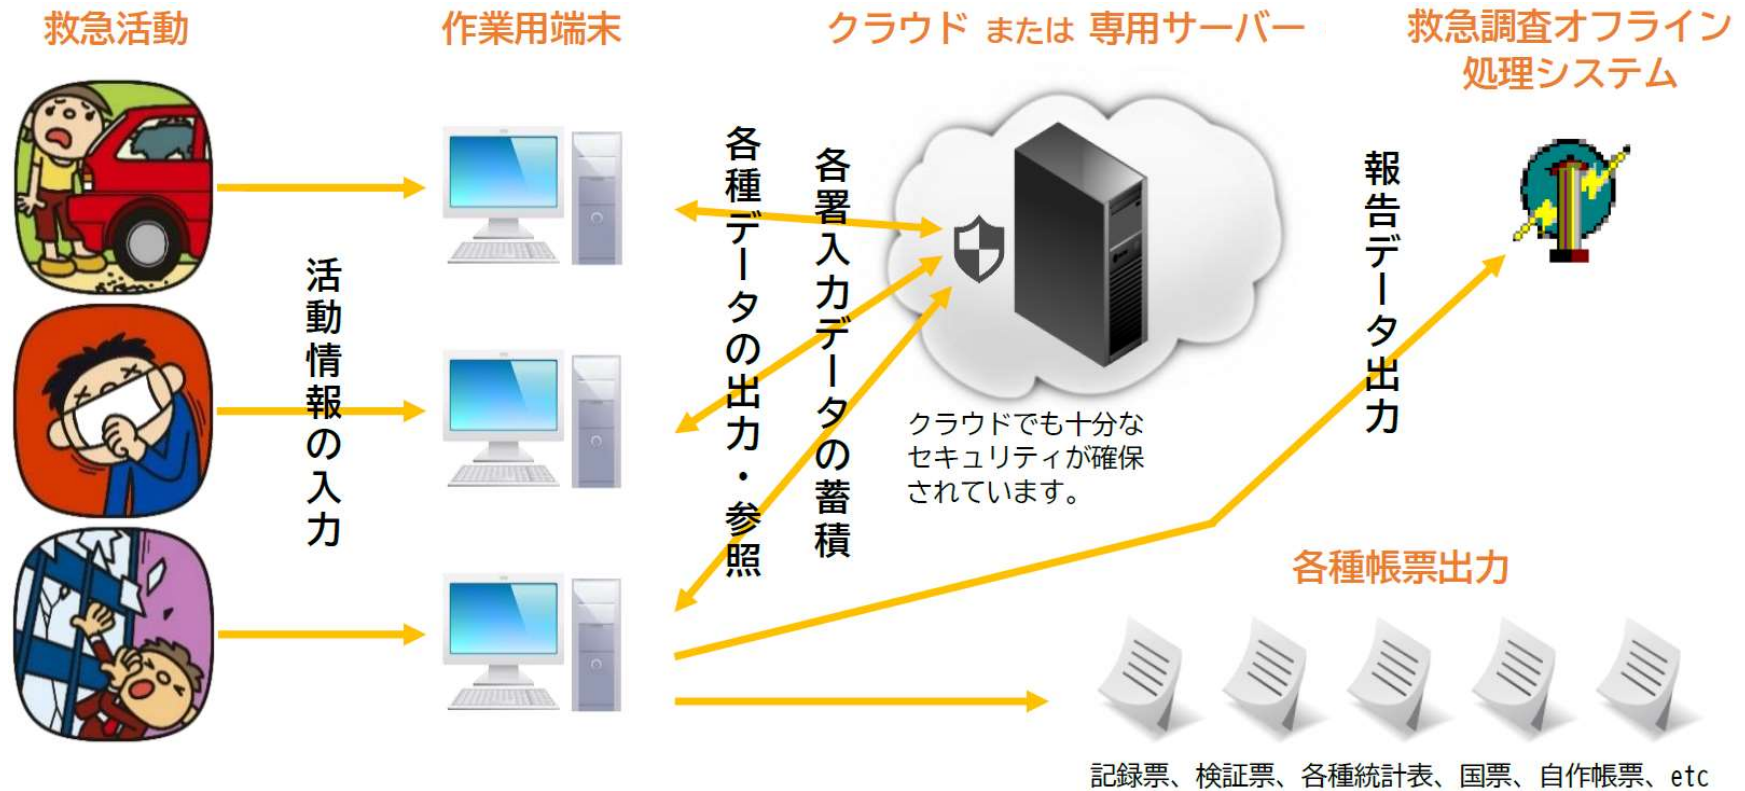 救急活動
作業用端末
クラウド または 専用サーバー
救急調査オフライン
処理システム
活動情報の入力
各種データの出力・参照
各署入力データの蓄積
報告データ出力
クラウドでも十分な
セキュリティが確保
されています。
各種帳票出力
記録票、検証票、各種統計表、国票、自作帳票、etc